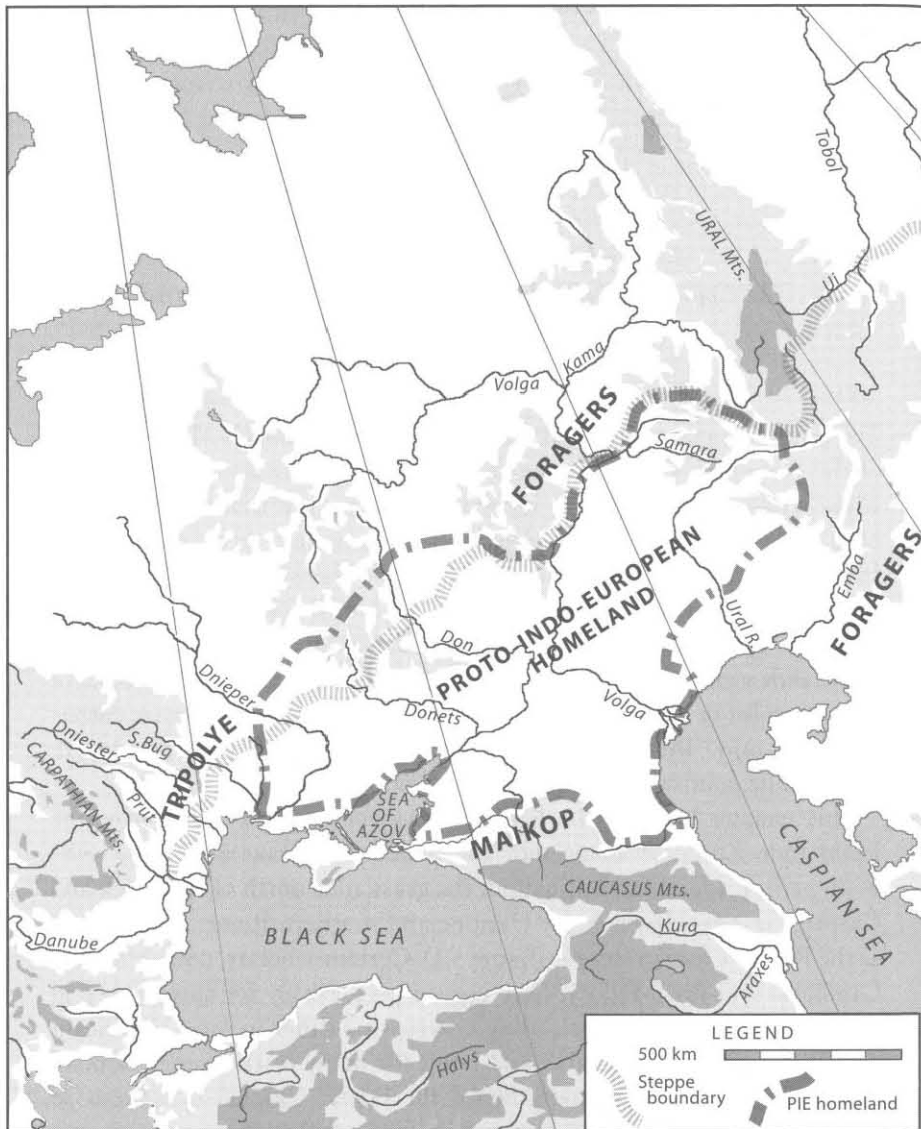 Tobol
URAL Mts.
Ui
Kama
Volga
FORAGERS
Samara
PROTO-INDO-EUROPEAN
HOMELAND
Emba
FORAGERS
Ural R.
Don
Dnieper
Donets
Volga
TRIPOLYE
S.Bug
Dniester
CARPATHIAN Mts.
Prut
SEA
OF
AZOV
MAIKOP
CASPIAN SEA
CAUCASUS Mts.
Danube
BLACK SEA
Kura
Araxes
Halys
LEGEND
500 km
Steppe
boundary
PIE homeland